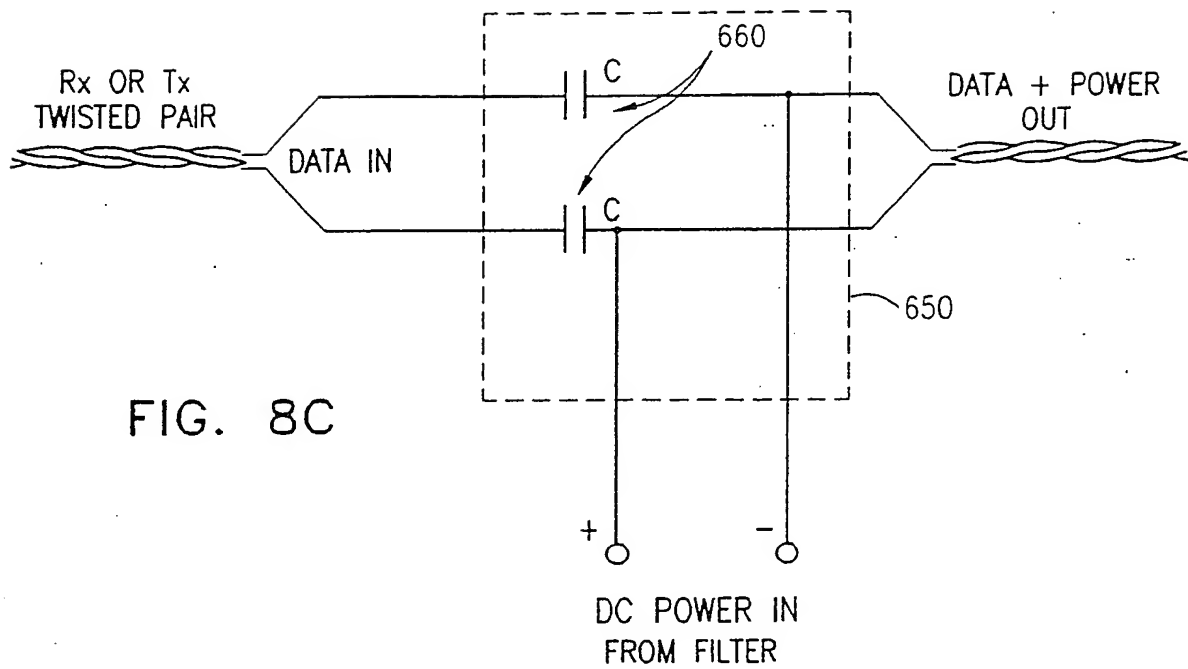 660
Rx OR Tx
TWISTED PAIR
C
DATA + POWER
OUT
DATA IN
C
650
FIG. 8C
+
-
DC POWER IN
FROM FILTER